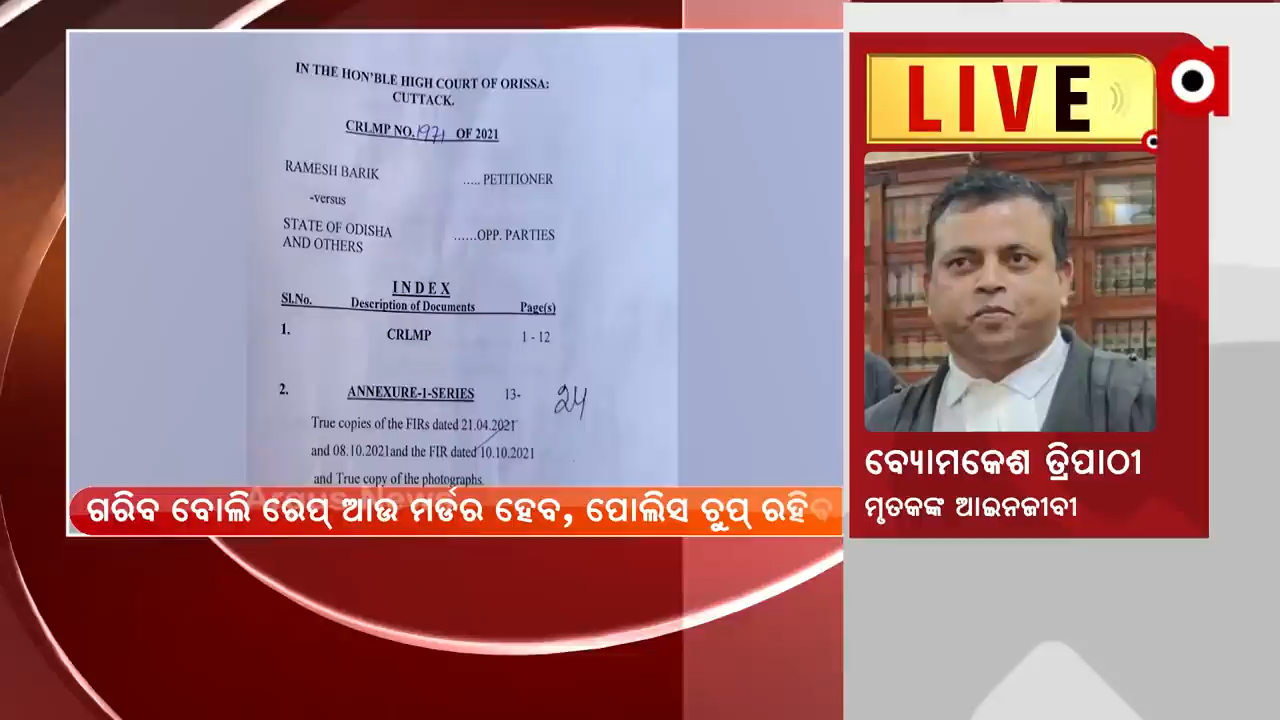 IN THE HON'BLE HIGH COURT OF ORISSA:
CUTTACK.
CRLMP NO.1971 OF 2021
RAMESH BARIK ..... PETITIONER
-versus
STATE OF ODISHA
AND OTHERS ......OPP. PARTIES
INDEX
Sl.No. Description of Documents Page(s)
1. CRLMP 1 - 12
2. ANNEXURE-1-SERIES 13- 24
True copies of the FIRs dated 21.04.2021
and 08.10.2021and the FIR dated 10.10.2021
and True copy of the photographs.
Argus News
ଗରିବ ବୋଲି ରେପ୍ ଆଉ ମର୍ଡର ହେବ, ପୋଲିସ ଚୁପ୍ ରହିବ
LIVE
a
ବ୍ୟୋମକେଶ ତ୍ରିପାଠୀ
ମୃତକଙ୍କ ଆଇନଜୀବୀ